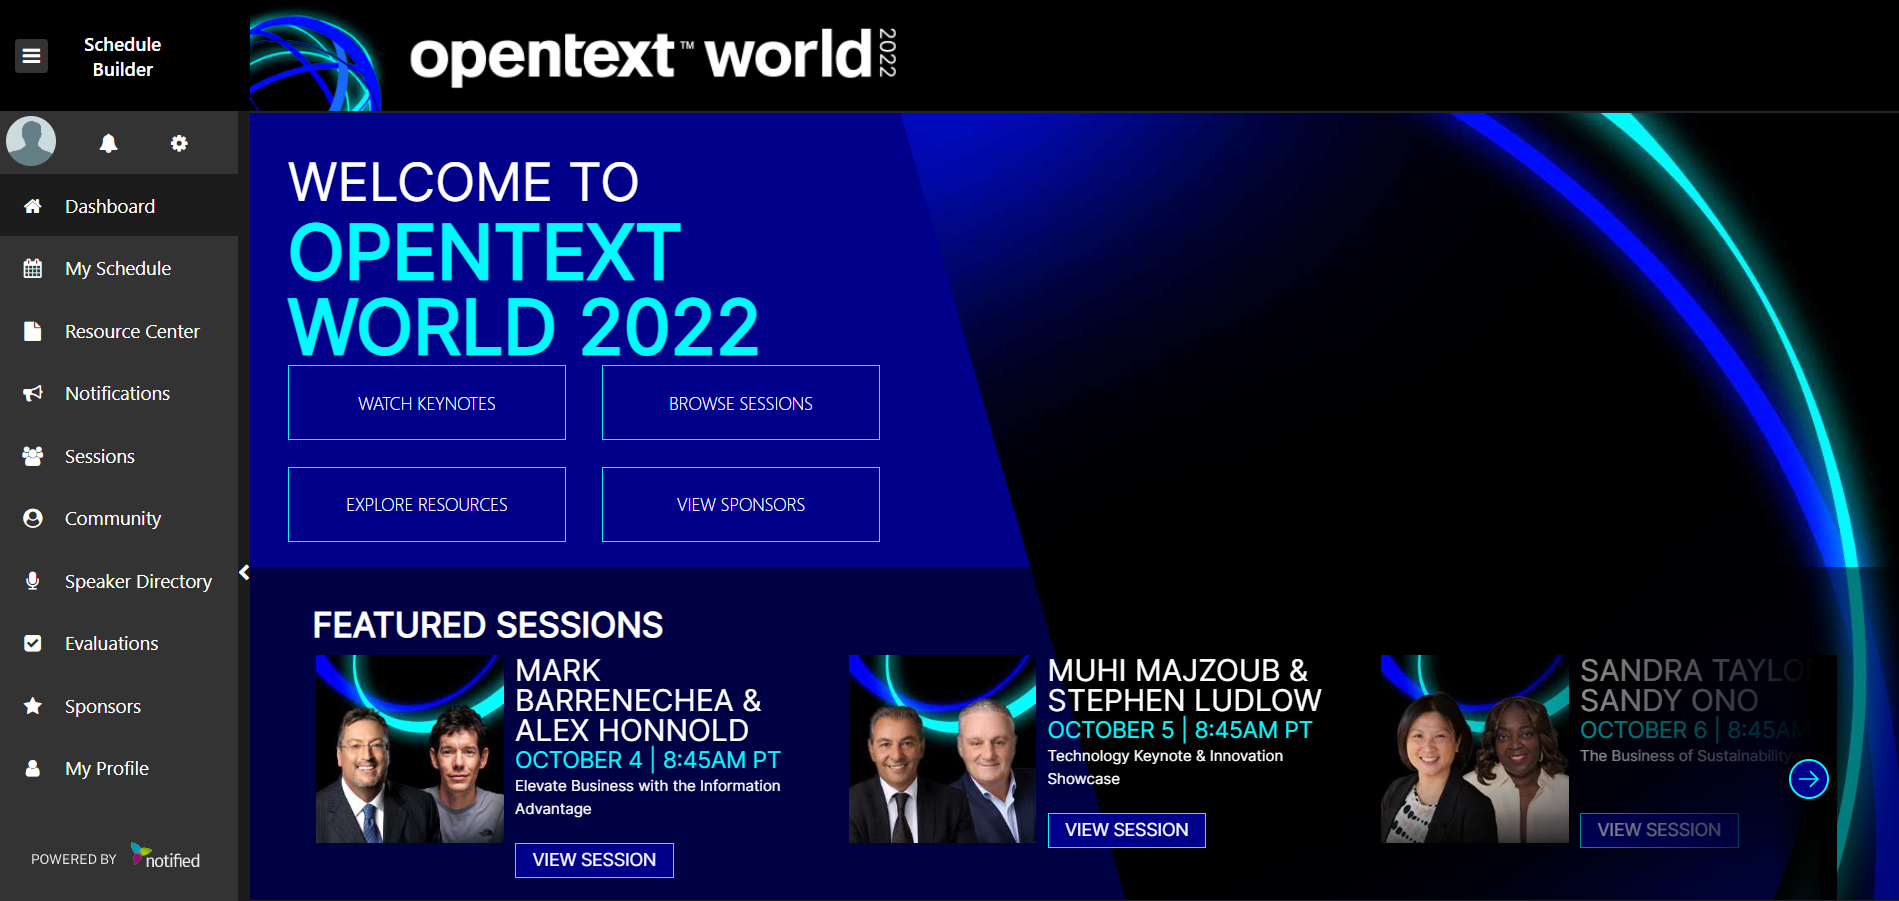 Schedule
Builder
opentext™ world 2022
Dashboard
My Schedule
Resource Center
Notifications
Sessions
Community
Speaker Directory
Evaluations
Sponsors
My Profile
POWERED BY notified
WELCOME TO
OPENTEXT
WORLD 2022
WATCH KEYNOTES
BROWSE SESSIONS
EXPLORE RESOURCES
VIEW SPONSORS
FEATURED SESSIONS
MARK
BARRENECHEA &
ALEX HONNOLD
OCTOBER 4 | 8:45AM PT
Elevate Business with the Information
Advantage
VIEW SESSION
MUHI MAJZOUB &
STEPHEN LUDLOW
OCTOBER 5 | 8:45AM PT
Technology Keynote & Innovation
Showcase
VIEW SESSION
SANDRA TAYLO
SANDY ONO
OCTOBER 6 | 8:45AM
The Business of Sustainability
VIEW SESSION